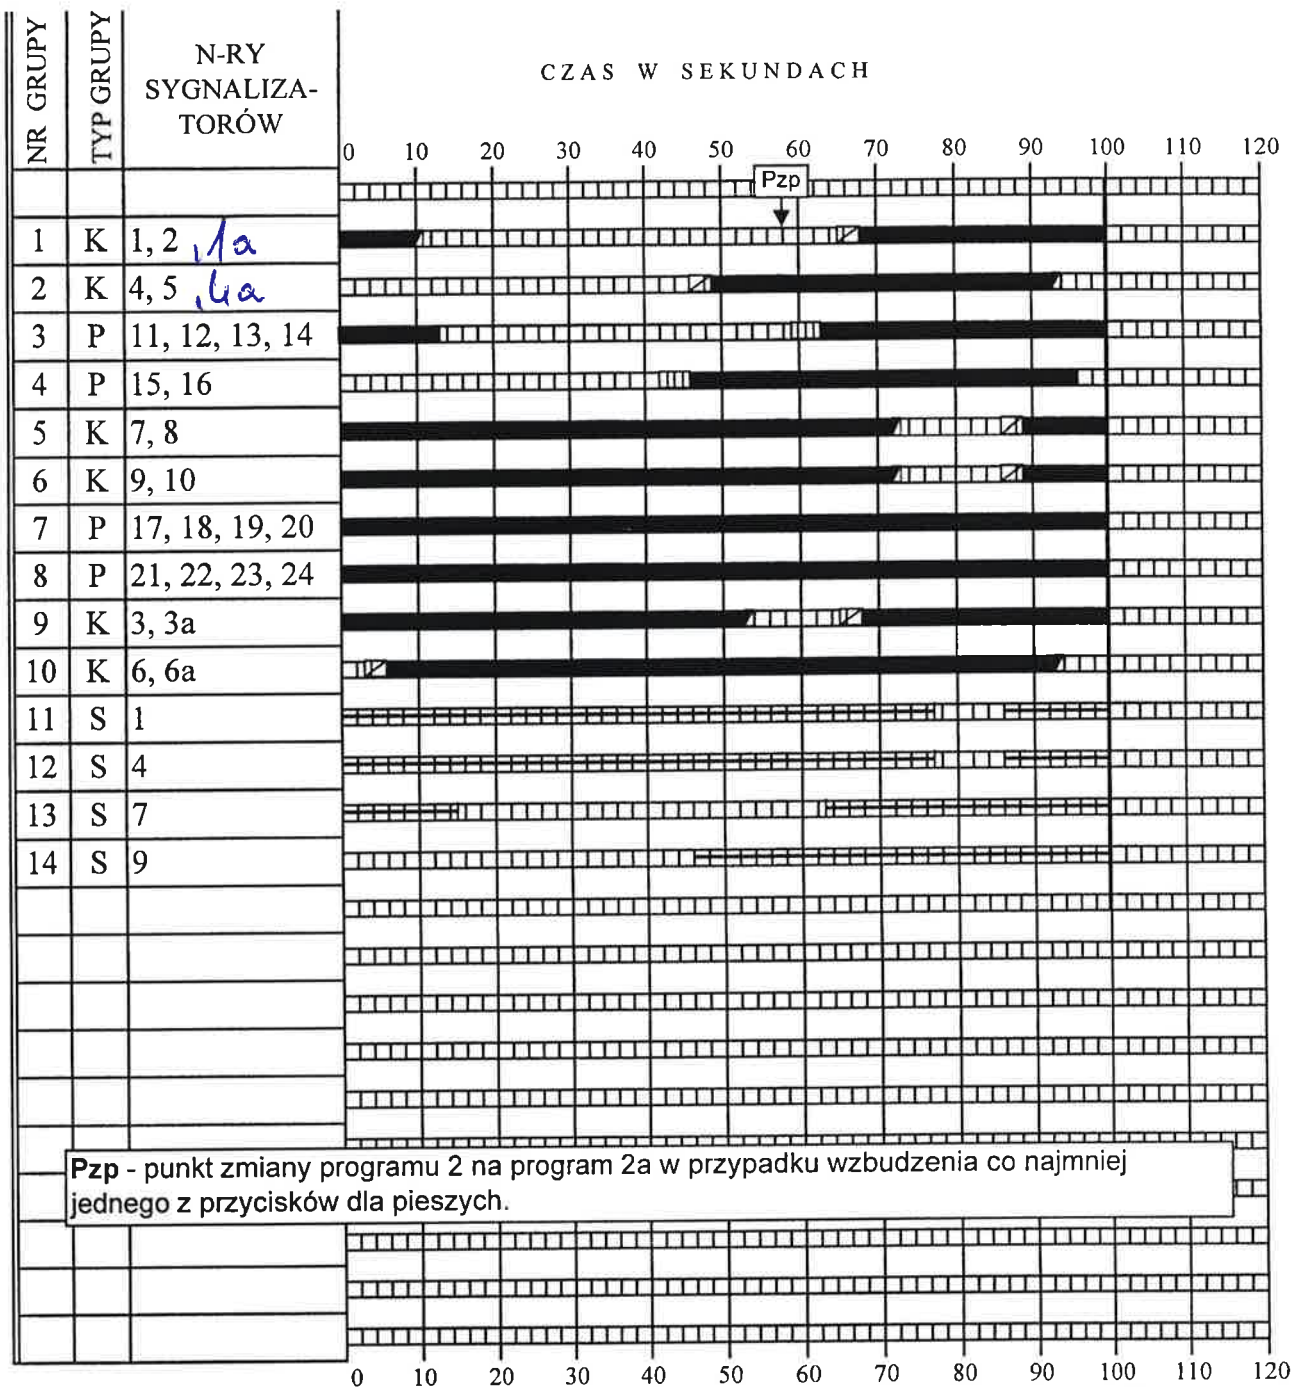 NR GRUPY
TYP GRUPY
N-RY
SYGNALIZA-
TORÓW
CZAS W SEKUNDACH
0 10 20 30 40 50 60 70 80 90 100 110 120
Pzp
1 K 1, 2 ,1a
2 K 4, 5 ,4a
3 P 11, 12, 13, 14
4 P 15, 16
5 K 7, 8
6 K 9, 10
7 P 17, 18, 19, 20
8 P 21, 22, 23, 24
9 K 3, 3a
10 K 6, 6a
11 S 1
12 S 4
13 S 7
14 S 9
Pzp - punkt zmiany programu 2 na program 2a w przypadku wzbudzenia co najmniej
jednego z przycisków dla pieszych.
0 10 20 30 40 50 60 70 80 90 100 110 120